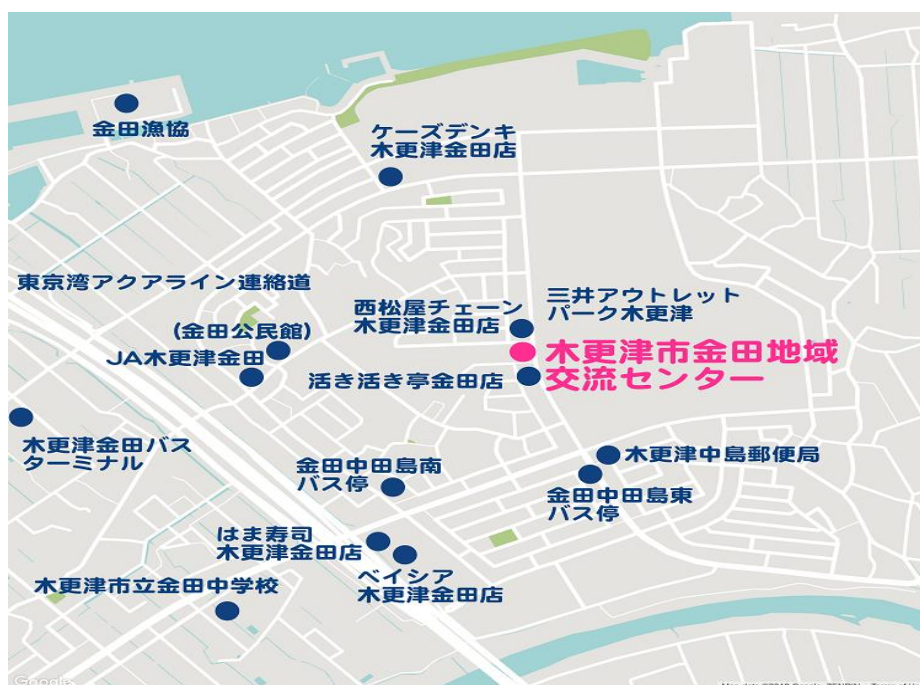 金田漁協
ケーズデンキ
木更津金田店
東京湾アクアライン連絡道
西松屋チェーン
木更津金田店
三井アウトレット
パーク木更津
(金田公民館)
JA木更津金田
木更津市金田地域
交流センター
活き活き亭金田店
木更津金田バス
ターミナル
金田中田島南
バス停
木更津中島郵便局
金田中田島東
バス停
はま寿司
木更津金田店
ベイシア
木更津金田店
木更津市立金田中学校
Google